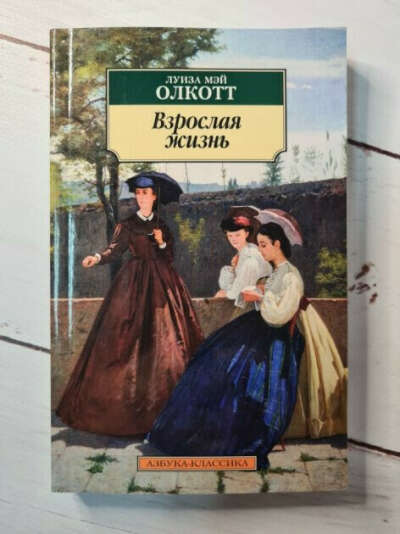 ЛУИЗА МЭЙ
ОЛКОТТ
Взрослая
жизнь
АЗБУКА-КЛАССИКА